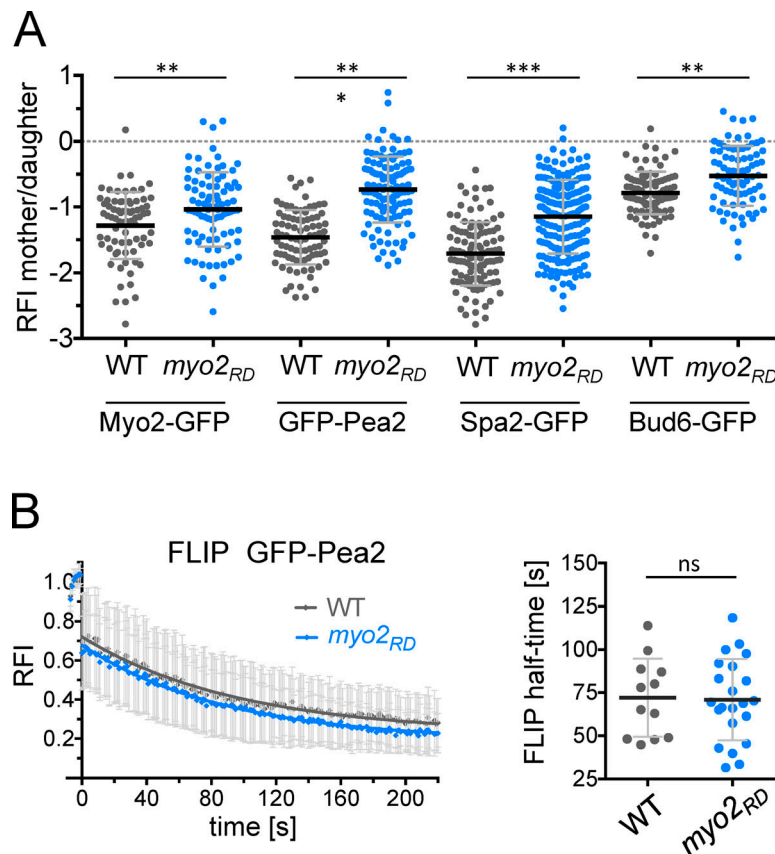 A
** ** *** **
*
RFI mother/daughter
1
0
-1
-2
-3
WT myo2RD WT myo2RD WT myo2RD WT myo2RD
Myo2-GFP GFP-Pea2 Spa2-GFP Bud6-GFP
B
FLIP GFP-Pea2
WT
myo2RD
RFI
1.0
0.8
0.6
0.4
0.2
0 40 80 120 160 200
time [s]
ns
FLIP half-time [s]
150
125
100
75
50
25
WT myo2RD